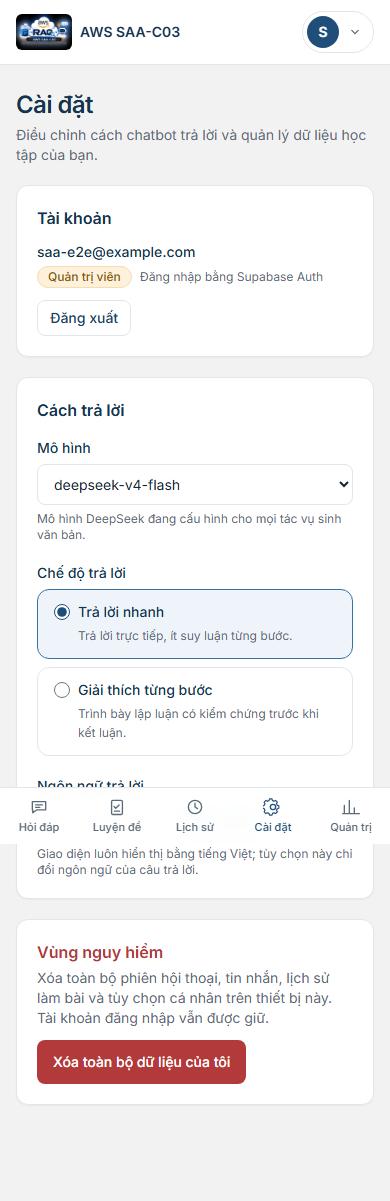 AWS SAA-C03
S
Cài đặt
Điều chỉnh cách chatbot trả lời và quản lý dữ liệu học
tập của bạn.
Tài khoản
saa-e2e@example.com
Quản trị viên
Đăng nhập bằng Supabase Auth
Đăng xuất
Cách trả lời
Mô hình
deepseek-v4-flash
Mô hình DeepSeek đang cấu hình cho mọi tác vụ sinh
văn bản.
Chế độ trả lời
Trả lời nhanh
Trả lời trực tiếp, ít suy luận từng bước.
Giải thích từng bước
Trình bày lập luận có kiểm chứng trước khi
kết luận.
Ngôn ngữ trả lời
Hỏi đáp
Luyện đề
Lịch sử
Cài đặt
Quản trị
Giao diện luôn hiển thị bằng tiếng Việt; tùy chọn này chỉ
đổi ngôn ngữ của câu trả lời.
Vùng nguy hiểm
Xóa toàn bộ phiên hội thoại, tin nhắn, lịch sử
làm bài và tùy chọn cá nhân trên thiết bị này.
Tài khoản đăng nhập vẫn được giữ.
Xóa toàn bộ dữ liệu của tôi